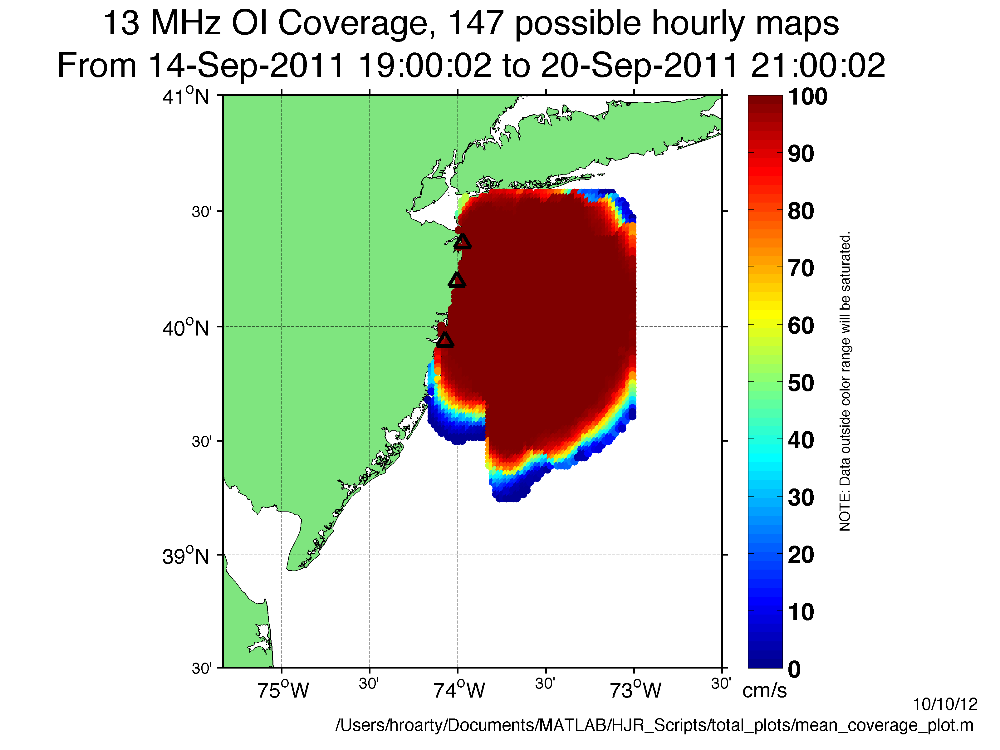 13 MHz OI Coverage, 147 possible hourly maps
From 14-Sep-2011 19:00:02 to 20-Sep-2011 21:00:02
41°N
30'
40°N
30'
39°N
30'
75°W
30'
74°W
30'
73°W
30'
100
90
80
70
60
50
40
30
20
10
0
cm/s
NOTE: Data outside color range will be saturated.
10/10/12
/Users/hroarty/Documents/MATLAB/HJR_Scripts/total_plots/mean_coverage_plot.m